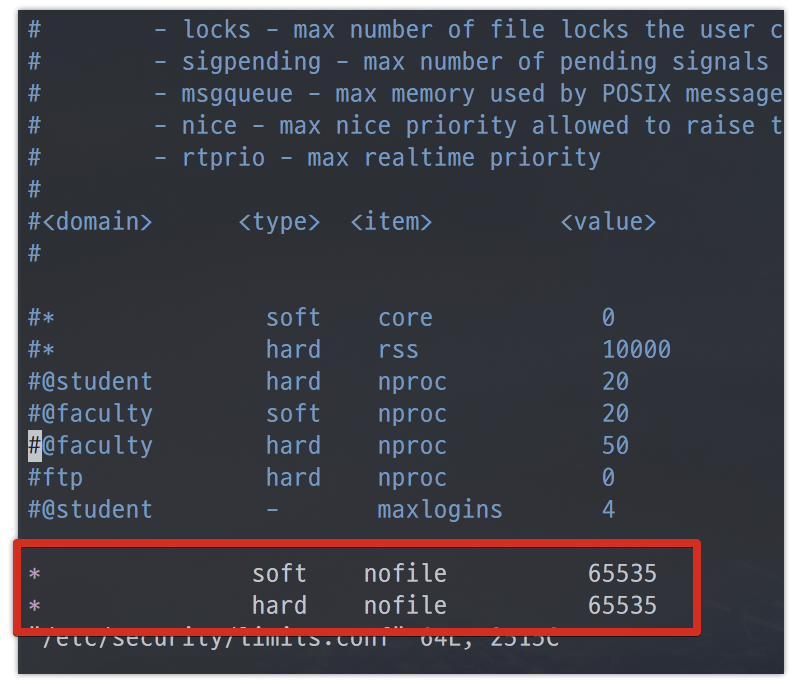 #        - locks - max number of file locks the user c
#        - sigpending - max number of pending signals
#        - msgqueue - max memory used by POSIX message
#        - nice - max nice priority allowed to raise t
#        - rtprio - max realtime priority
#
#<domain>      <type>  <item>         <value>
#
#*               soft    core            0
#*               hard    rss             10000
#@student        hard    nproc           20
#@faculty        soft    nproc           20
#@faculty        hard    nproc           50
#ftp             hard    nproc           0
#@student        -       maxlogins       4
*               soft    nofile          65535
*               hard    nofile          65535
"/etc/security/limits.conf" 64L, 2515C